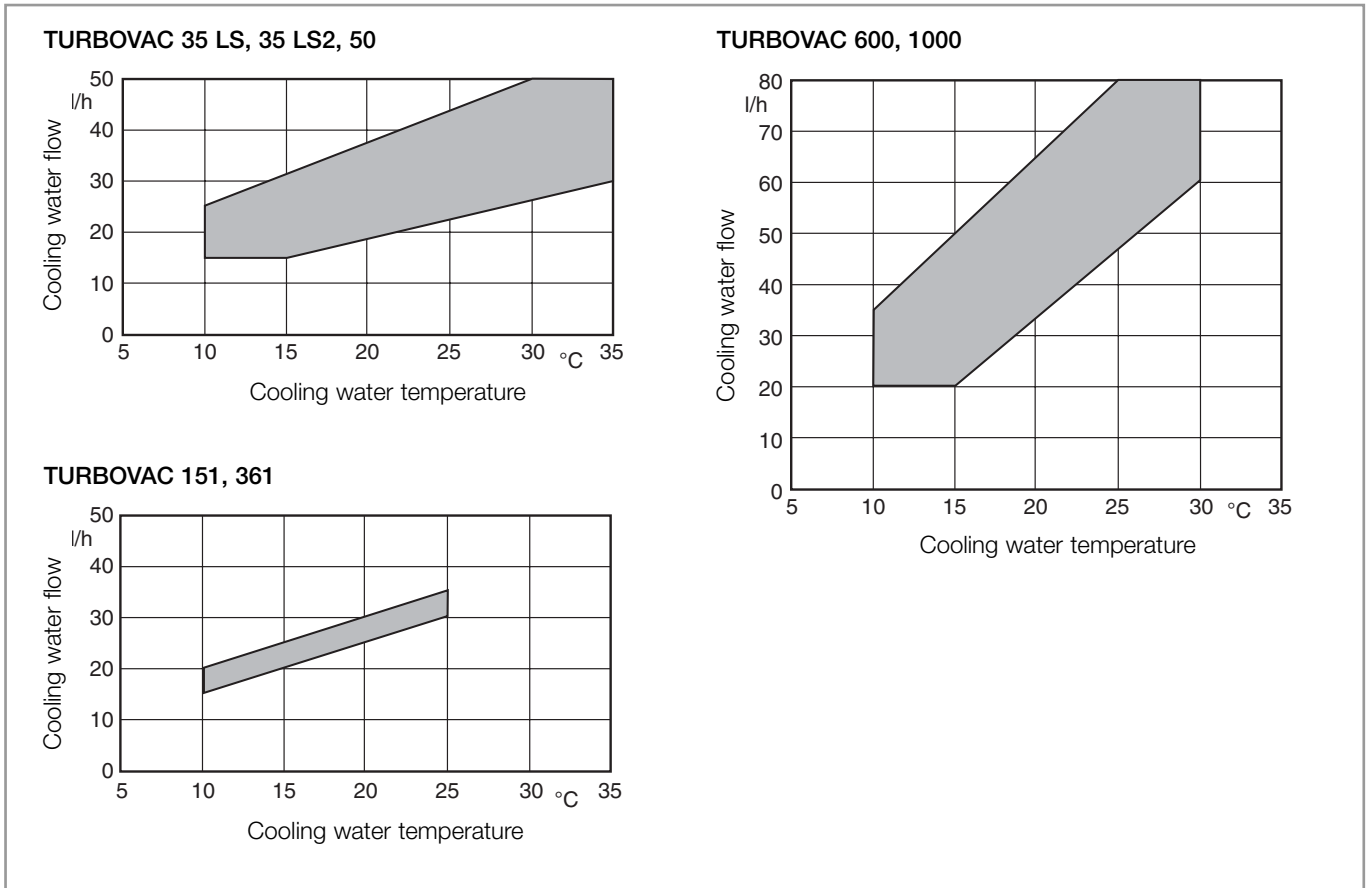 TURBOVAC 35 LS, 35 LS2, 50
50
l/h
40
30
20
10
0
Cooling water flow
5 10 15 20 25 30 °C 35
Cooling water temperature
TURBOVAC 600, 1000
80
l/h
70
60
50
40
30
20
10
0
Cooling water flow
5 10 15 20 25 30 °C 35
Cooling water temperature
TURBOVAC 151, 361
50
l/h
40
30
20
10
0
Cooling water flow
5 10 15 20 25 30 °C 35
Cooling water temperature